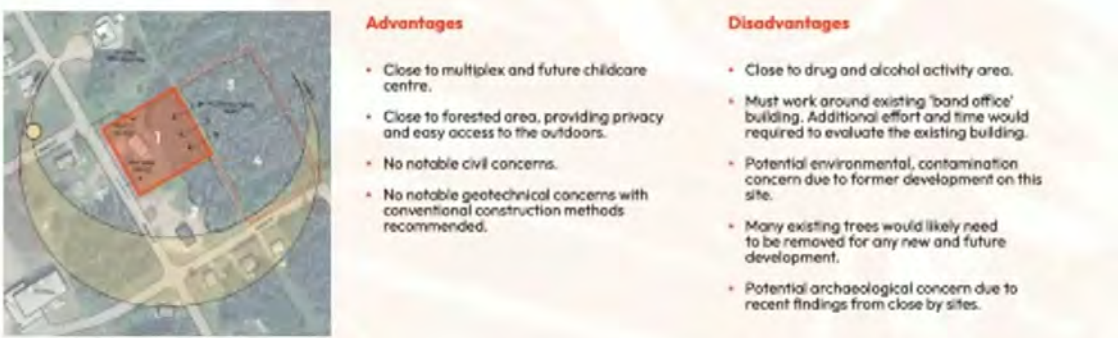 1
3
4
2
Advantages
• Close to multiplex and future childcare
centre.
• Close to forested area, providing privacy
and easy access to the outdoors.
• No notable civil concerns.
• No notable geotechnical concerns with
conventional construction methods
recommended.
Disadvantages
• Close to drug and alcohol activity area.
• Must work around existing 'band office'
building. Additional effort and time would
required to evaluate the existing building.
• Potential environmental, contamination
concern due to former development on this
site.
• Many existing trees would likely need
to be removed for any new and future
development.
• Potential archaeological concern due to
recent findings from close by sites.